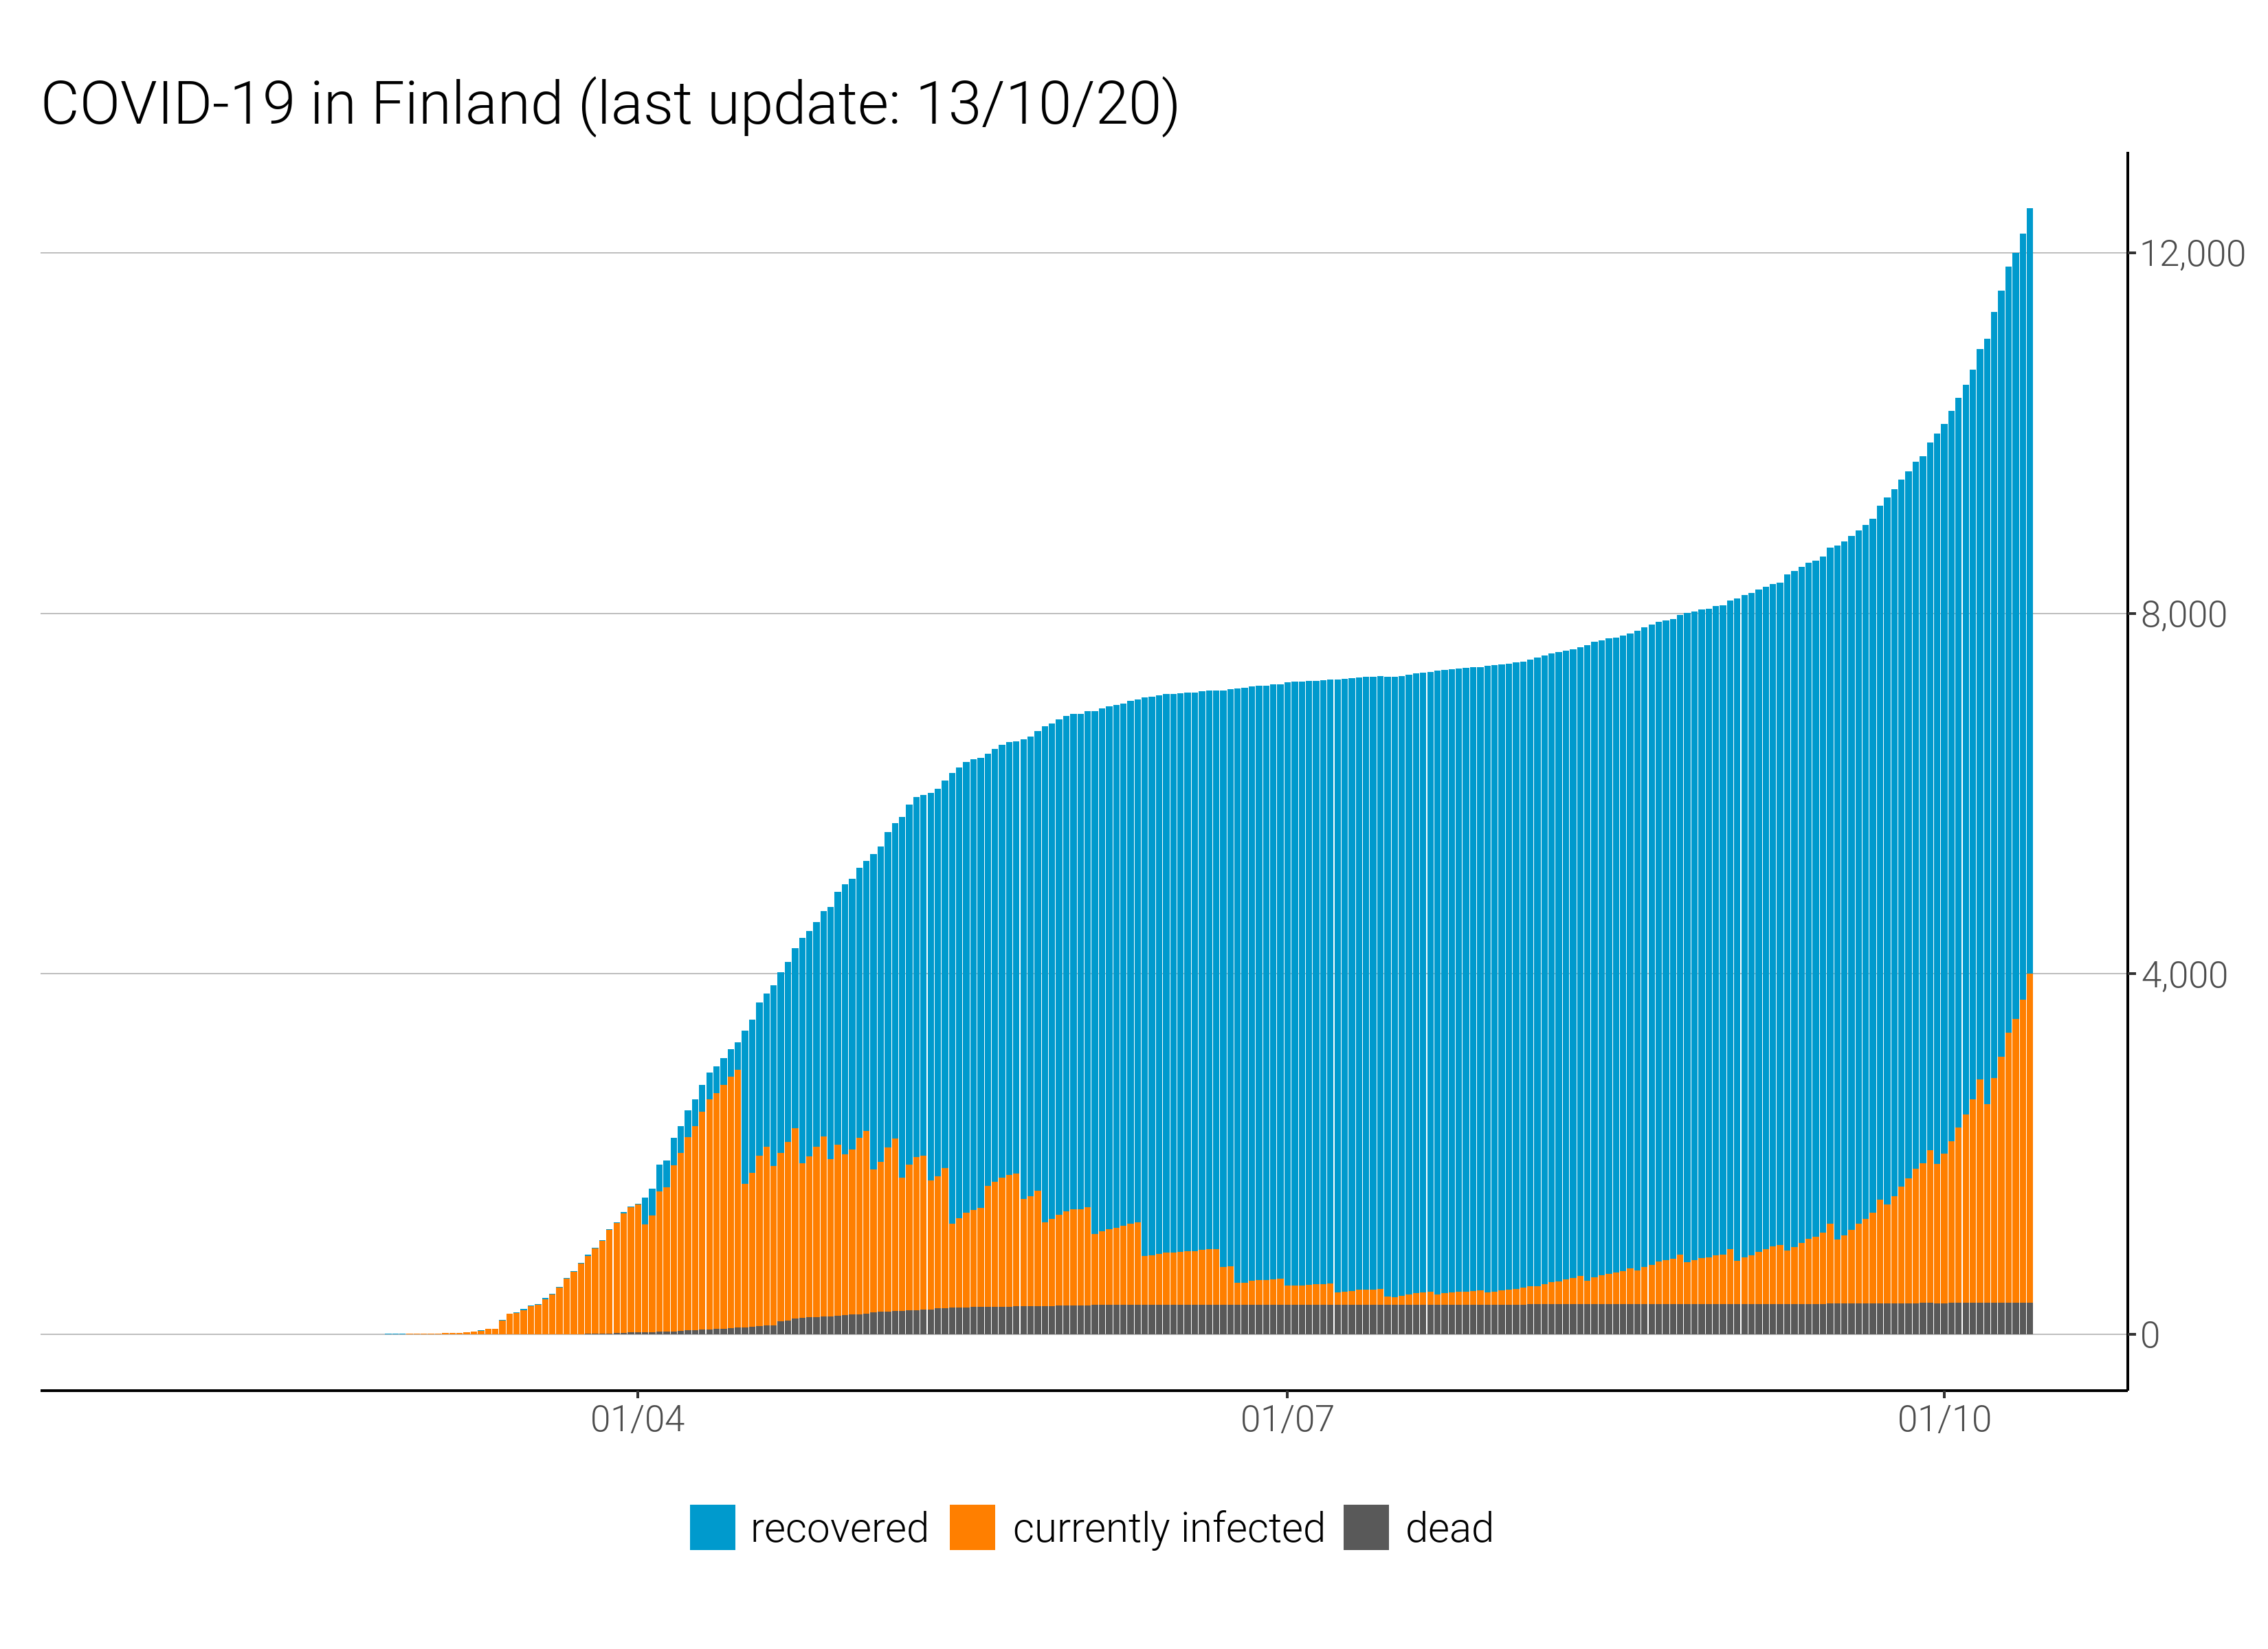 COVID-19 in Finland (last update: 13/10/20)
12,000
8,000
4,000
0
01/04 01/07 01/10
recovered currently infected dead